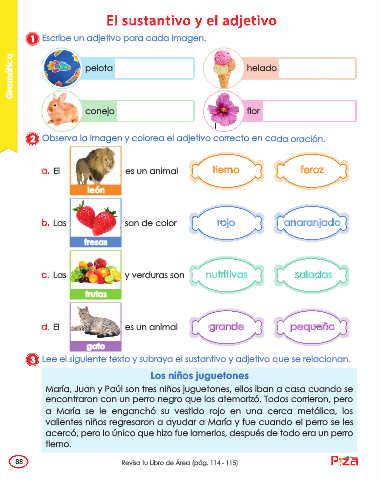 El sustantivo y el adjetivo
1 Escribe un adjetivo para cada imagen.
Gramática
pelota
helado
conejo
flor
2 Observa la imagen y colorea el adjetivo correcto en cada oración.
a. El león es un animal tierno feroz
b. Las fresas son de color rojo anaranjado
c. Las frutas y verduras son nutritivas saladas
d. El gato es un animal grande pequeño
3 Lee el siguiente texto y subraya el sustantivo y adjetivo que se relacionan.
Los niños juguetones
María, Juan y Paúl son tres niños juguetones, ellos iban a casa cuando se
encontraron con un perro negro que los atemorizó. Todos corrieron, pero
a María se le enganchó su vestido rojo en una cerca metálica, los
valientes niños regresaron a ayudar a María y fue cuando el perro se les
acercó, pero lo único que hizo fue lamerlos, después de todo era un perro
tierno.
88
Revisa tu Libro de Área (pág. 114 - 115)